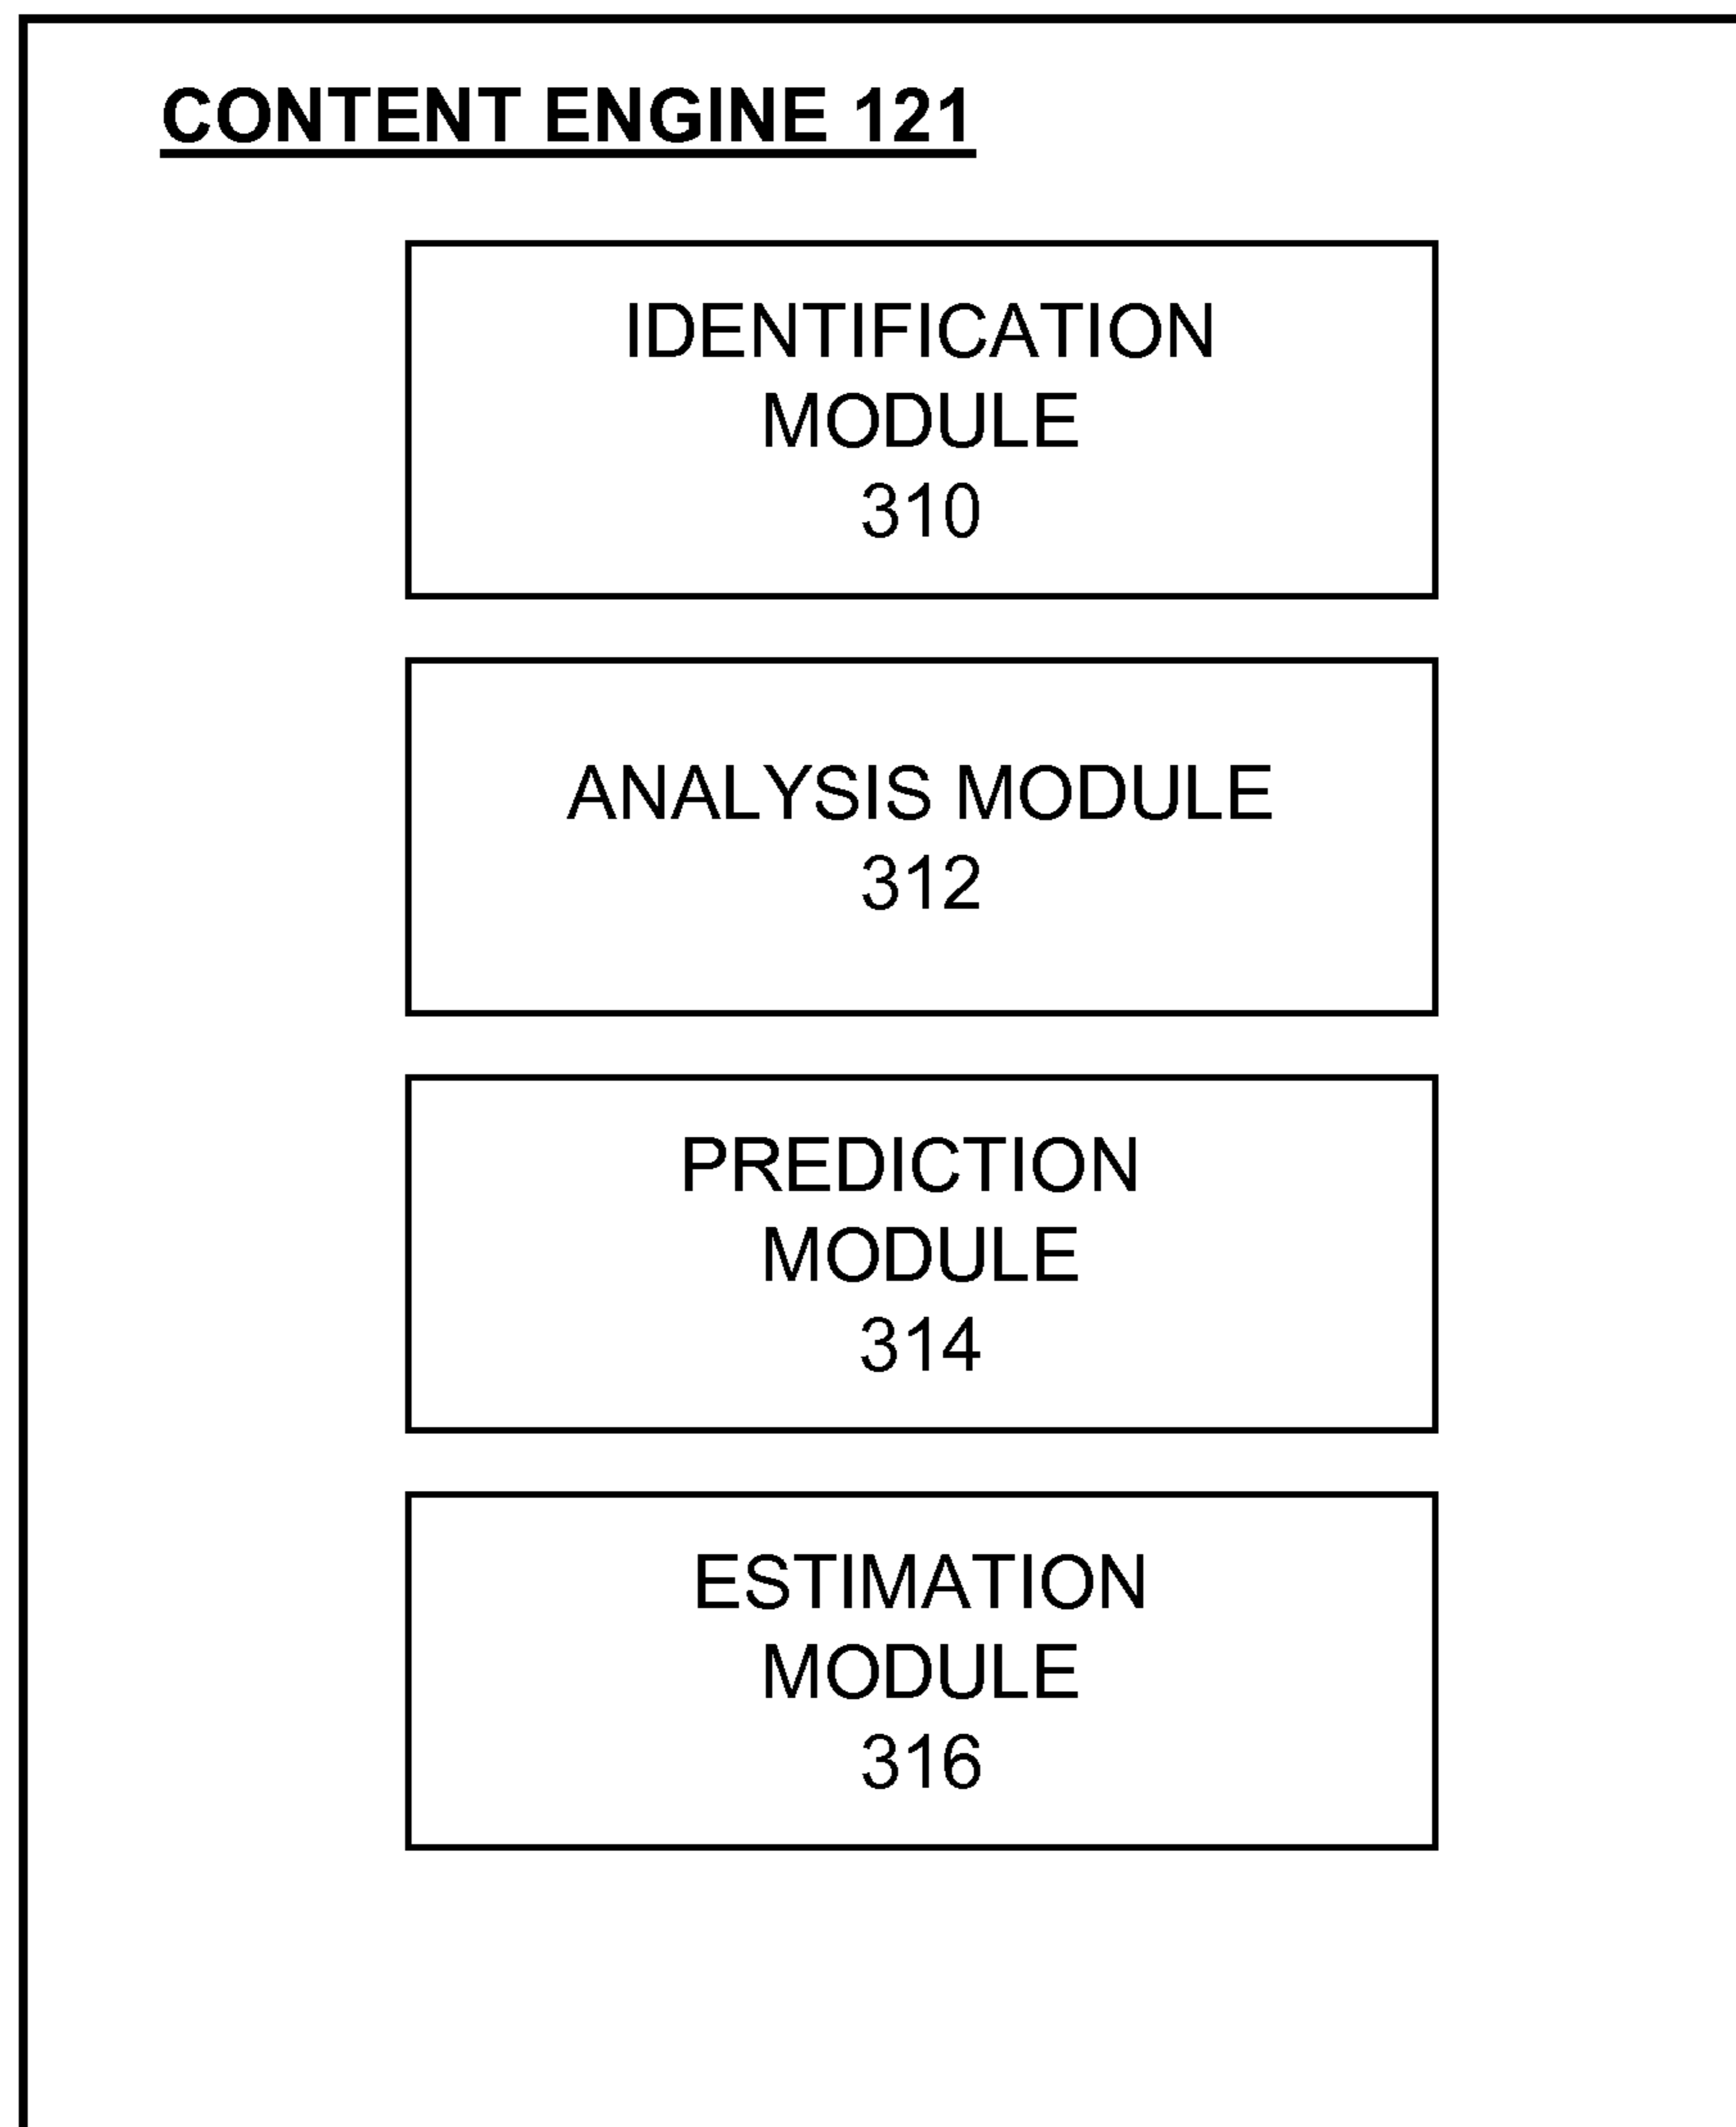 CONTENT ENGINE 121
IDENTIFICATION
MODULE
310
ANALYSIS MODULE
312
PREDICTION
MODULE
314
ESTIMATION
MODULE
316